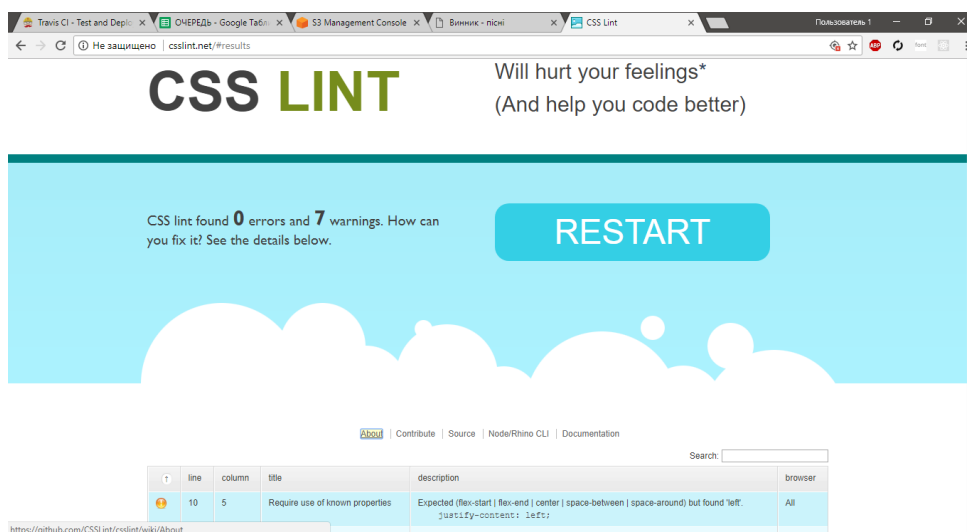 Travis CI - Test and Deplo
ОЧЕРЕДЬ - Google Табли
S3 Management Console
Винник - пісні
CSS Lint
Пользователь 1
Не защищено | csslint.net/#results
ABP
font
CSS LINT
Will hurt your feelings*
(And help you code better)
CSS lint found 0 errors and 7 warnings. How can
you fix it? See the details below.
RESTART
About | Contribute | Source | Node/Rhino CLI | Documentation
Search:
line column title description browser
10 5 Require use of known properties Expected (flex-start | flex-end | center | space-between | space-around) but found 'left'. All
justify-content: left;
https://github.com/CSSLint/csslint/wiki/About